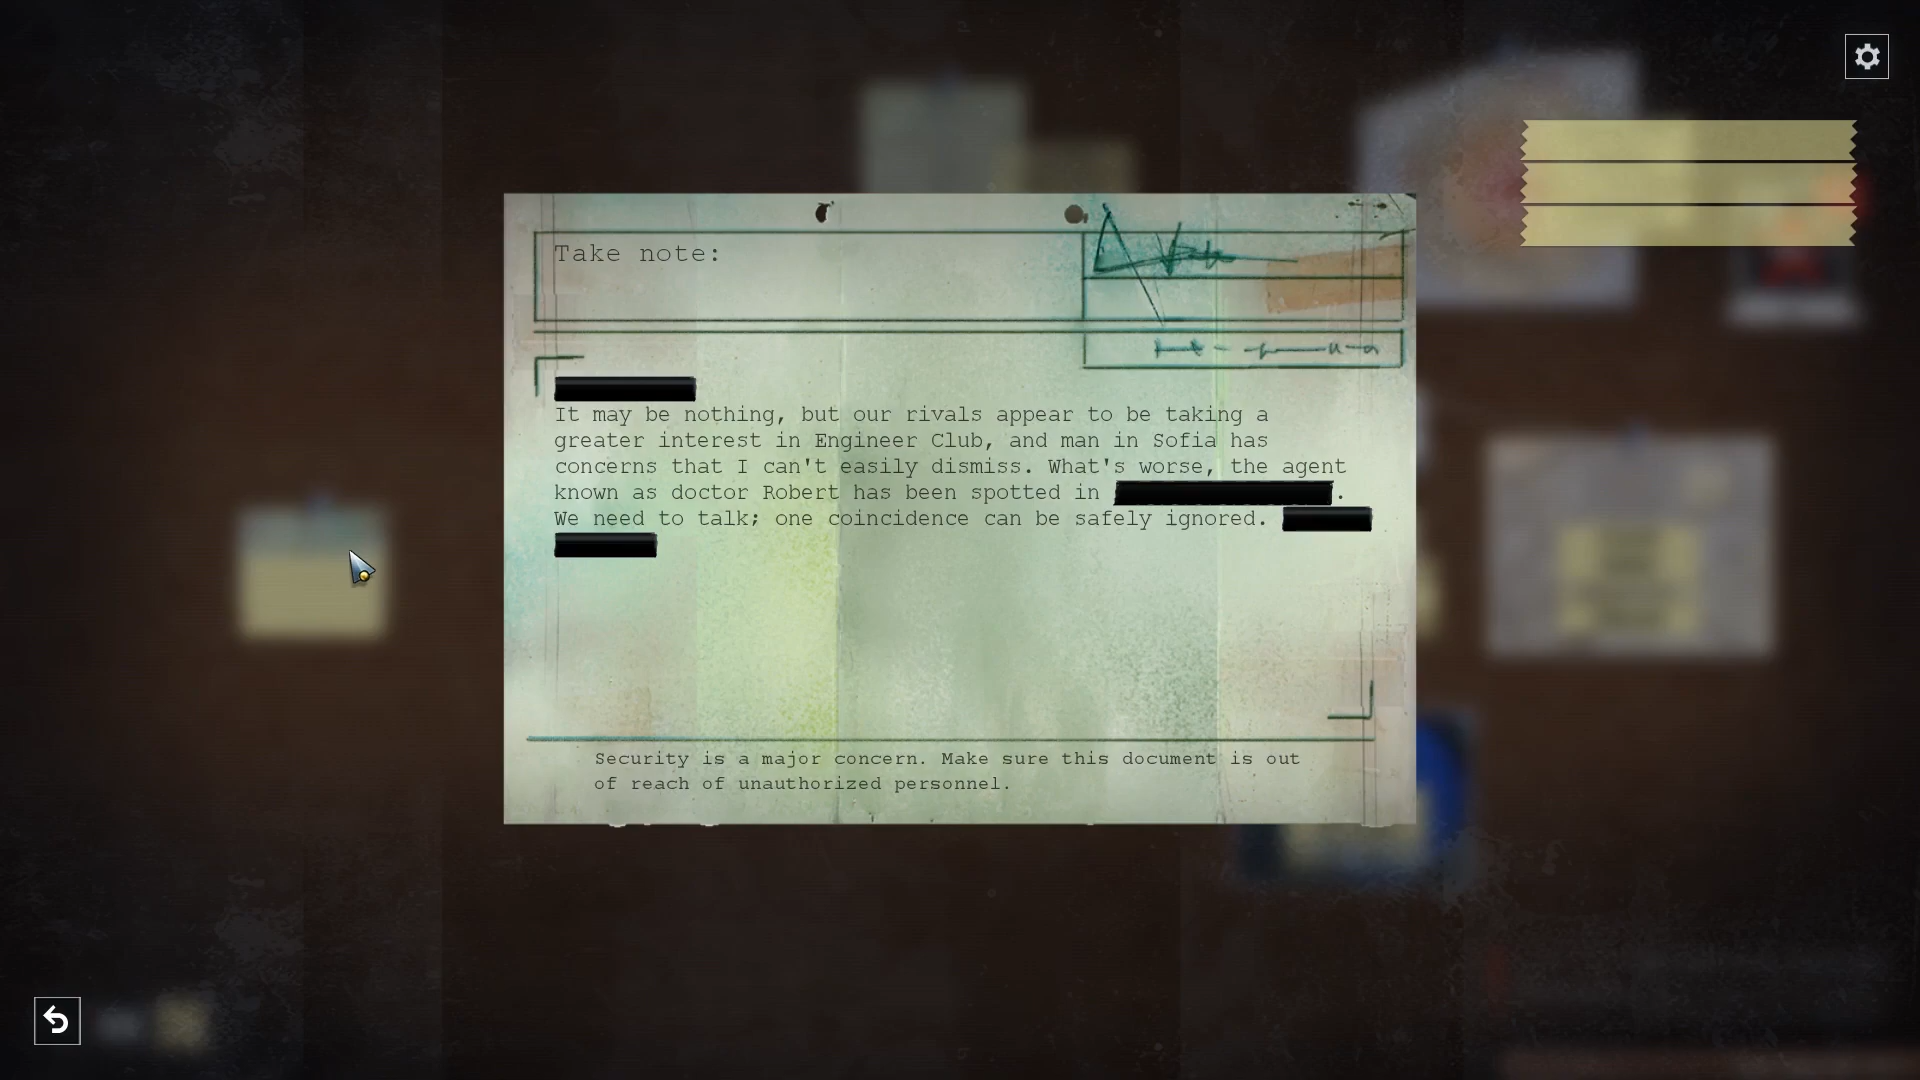 Take note:
It may be nothing, but our rivals appear to be taking a
greater interest in Engineer Club, and man in Sofia has
concerns that I can't easily dismiss. What's worse, the agent
known as doctor Robert has been spotted in .
We need to talk; one coincidence can be safely ignored.
Security is a major concern. Make sure this document is out
of reach of unauthorized personnel.